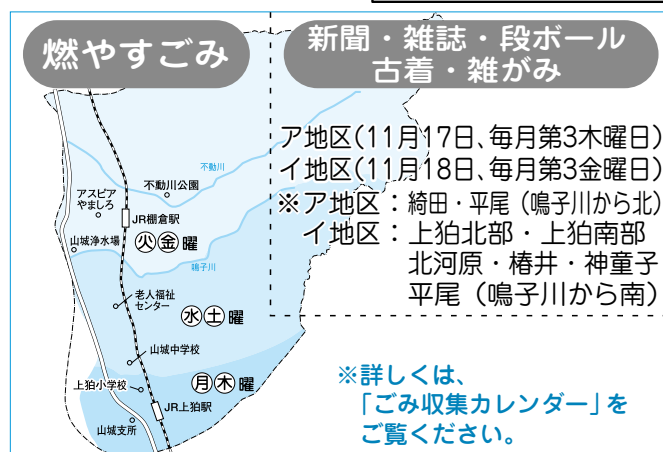 燃やすごみ
新聞・雑誌・段ボール
古着・雑がみ
ア地区(11月17日、毎月第3木曜日)
イ地区(11月18日、毎月第3金曜日)
※ア地区：綺田・平尾（鳴子川から北）
イ地区：上狛北部・上狛南部
北河原・椿井・神童子
平尾（鳴子川から南）
不動川
不動川公園
アスピア
やましろ
JR棚倉駅
山城浄水場
火金曜
鳴子川
老人福祉
センター
水土曜
山城中学校
上狛小学校
月木曜
JR上狛駅
山城支所
※詳しくは、
「ごみ収集カレンダー」を
ご覧ください。